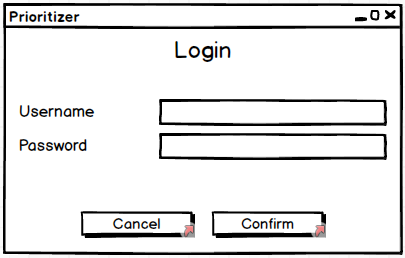 Prioritizer
Login
Username
Password
Cancel Confirm